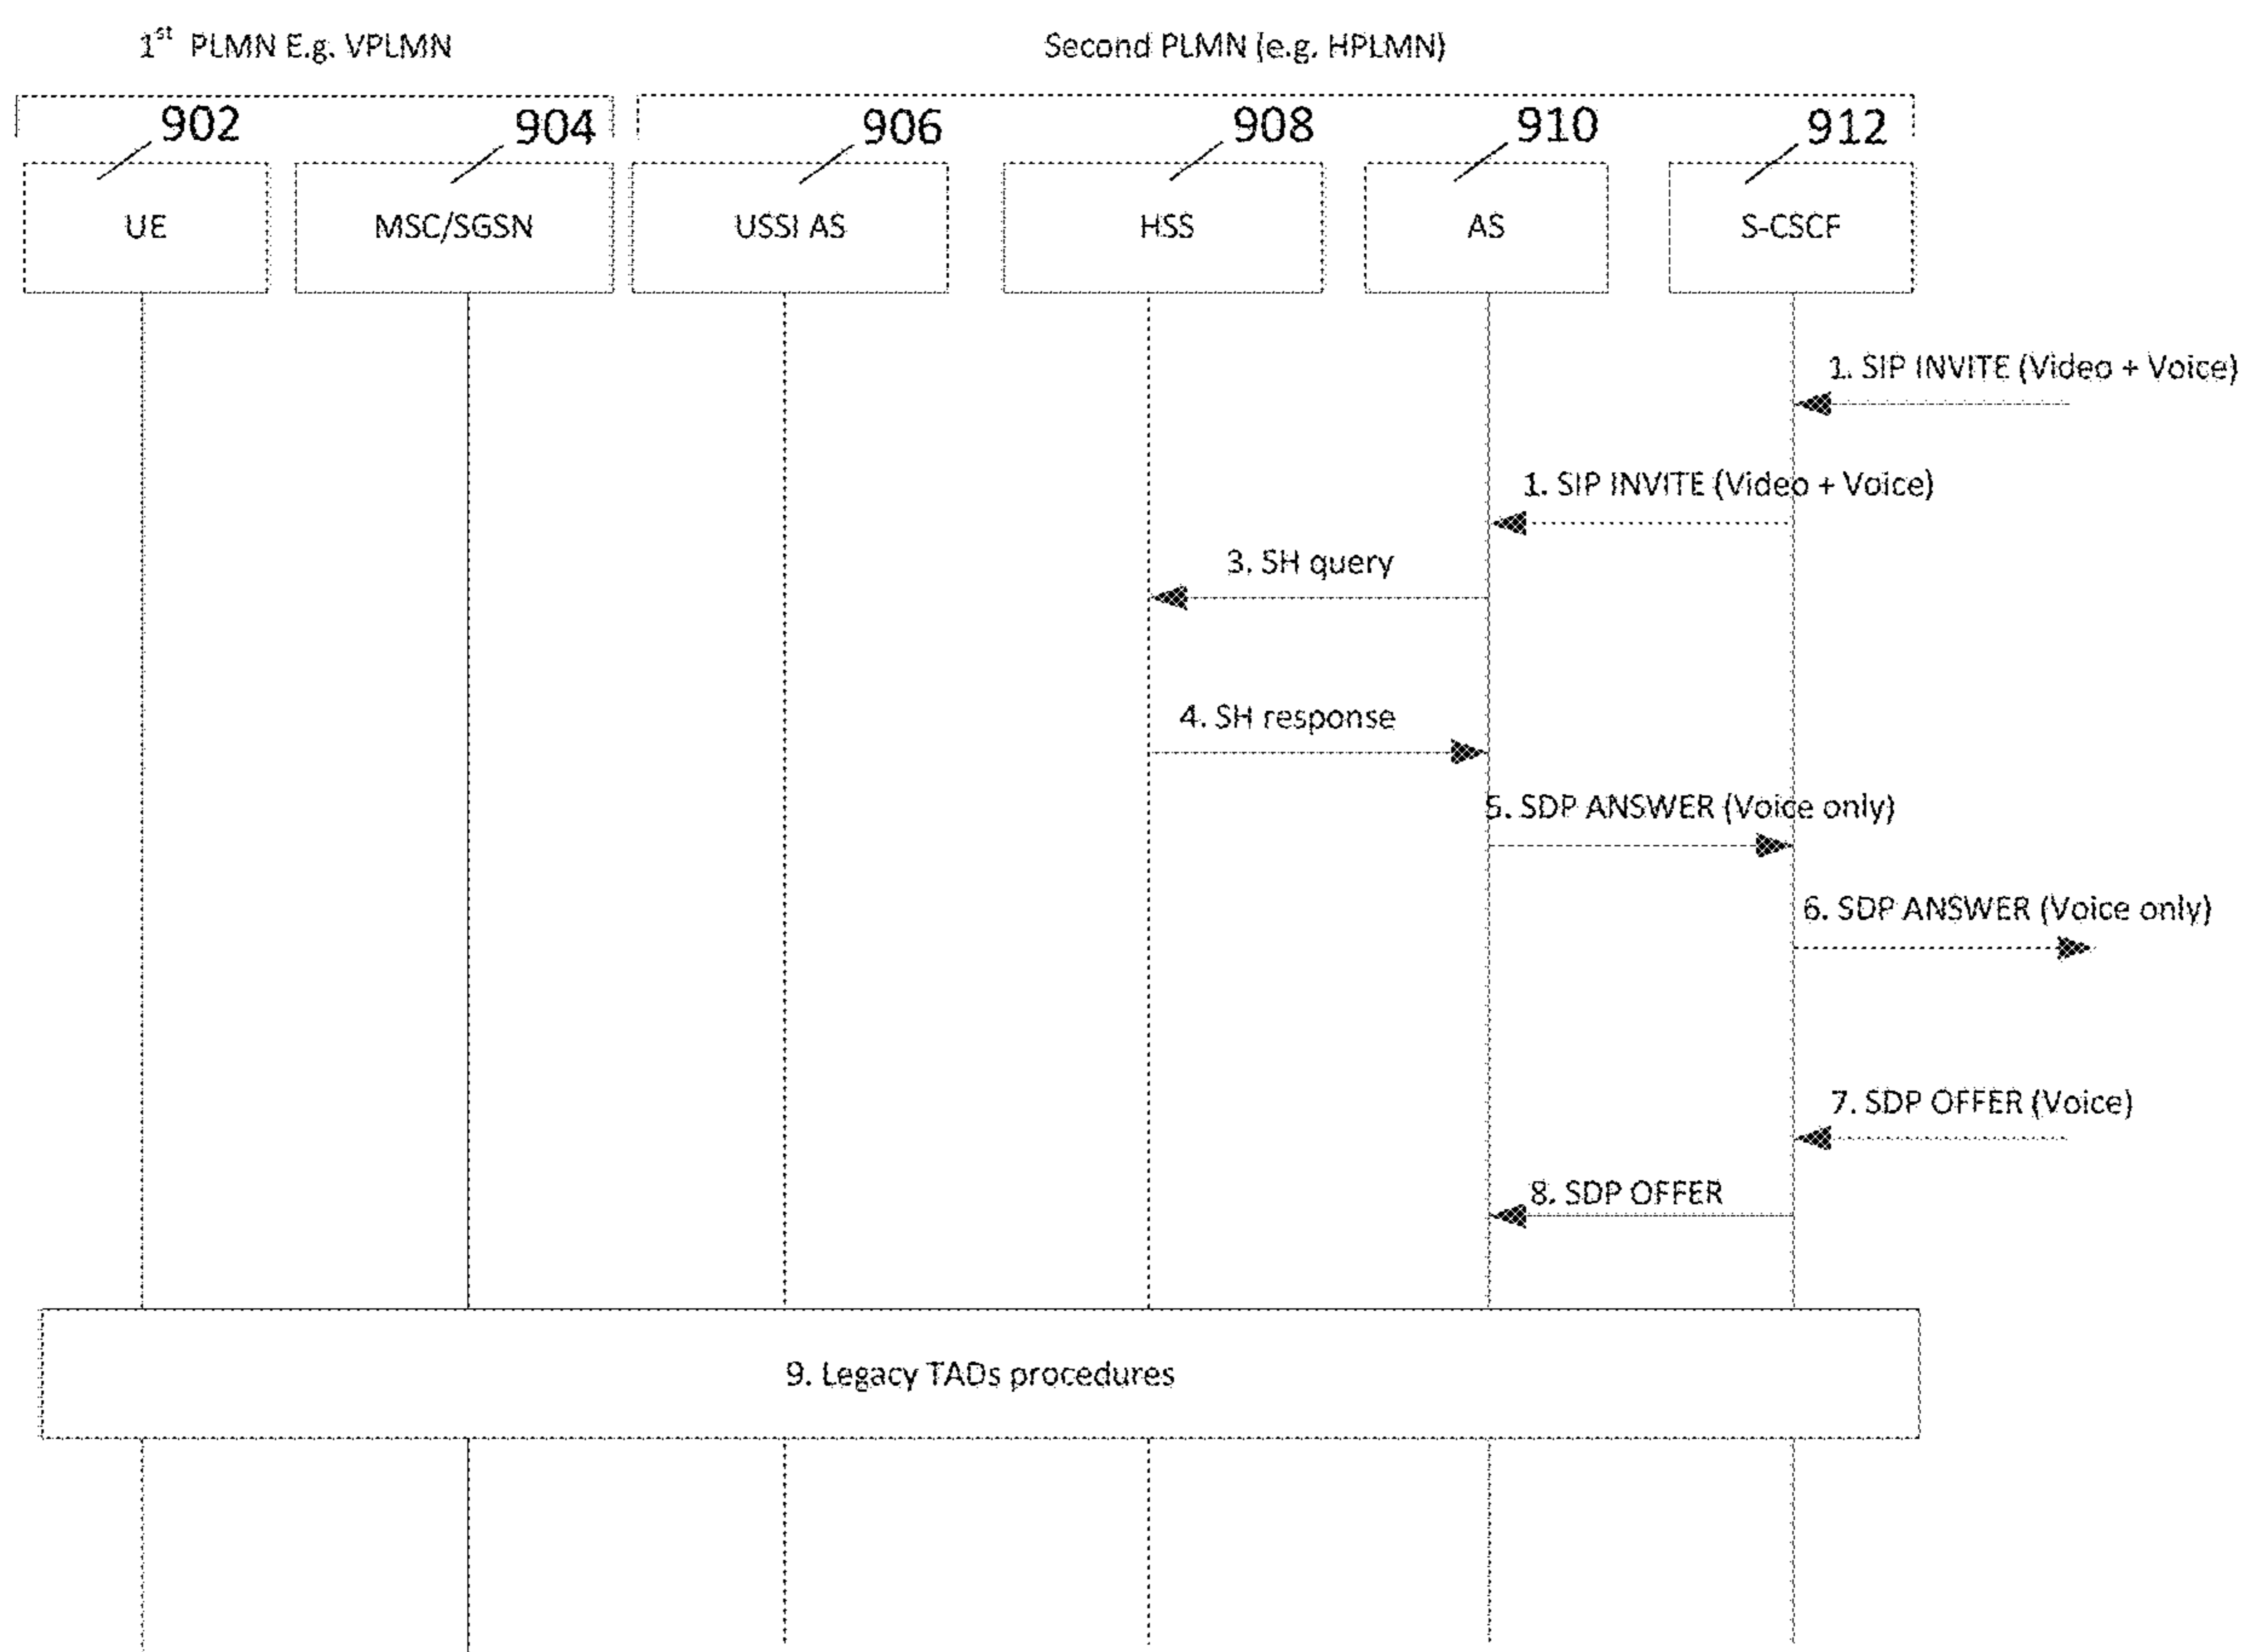 1st PLMN E.g. VPLMN
Second PLMN (e.g. HPLMN)
902
904
906
908
910
912
UE
MSC/SGSN
USSI AS
HSS
AS
S-CSCF
1. SIP INVITE (Video + Voice)
1. SIP INVITE (Video + Voice)
3. SH query
4. SH response
5. SDP ANSWER (Voice only)
6. SDP ANSWER (Voice only)
7. SDP OFFER (Voice)
8. SDP OFFER
9. Legacy TADs procedures